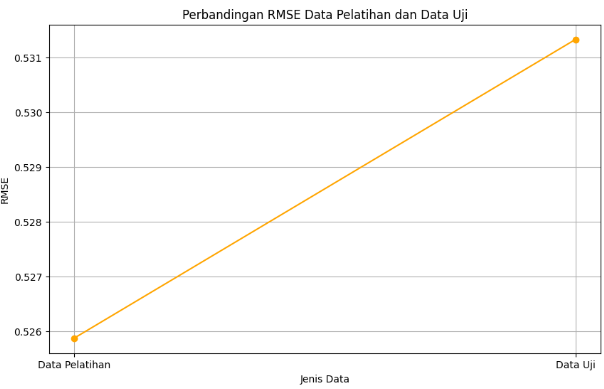 Perbandingan RMSE Data Pelatihan dan Data Uji
0.531
0.530
0.529
0.528
0.527
0.526
RMSE
Data Pelatihan
Data Uji
Jenis Data